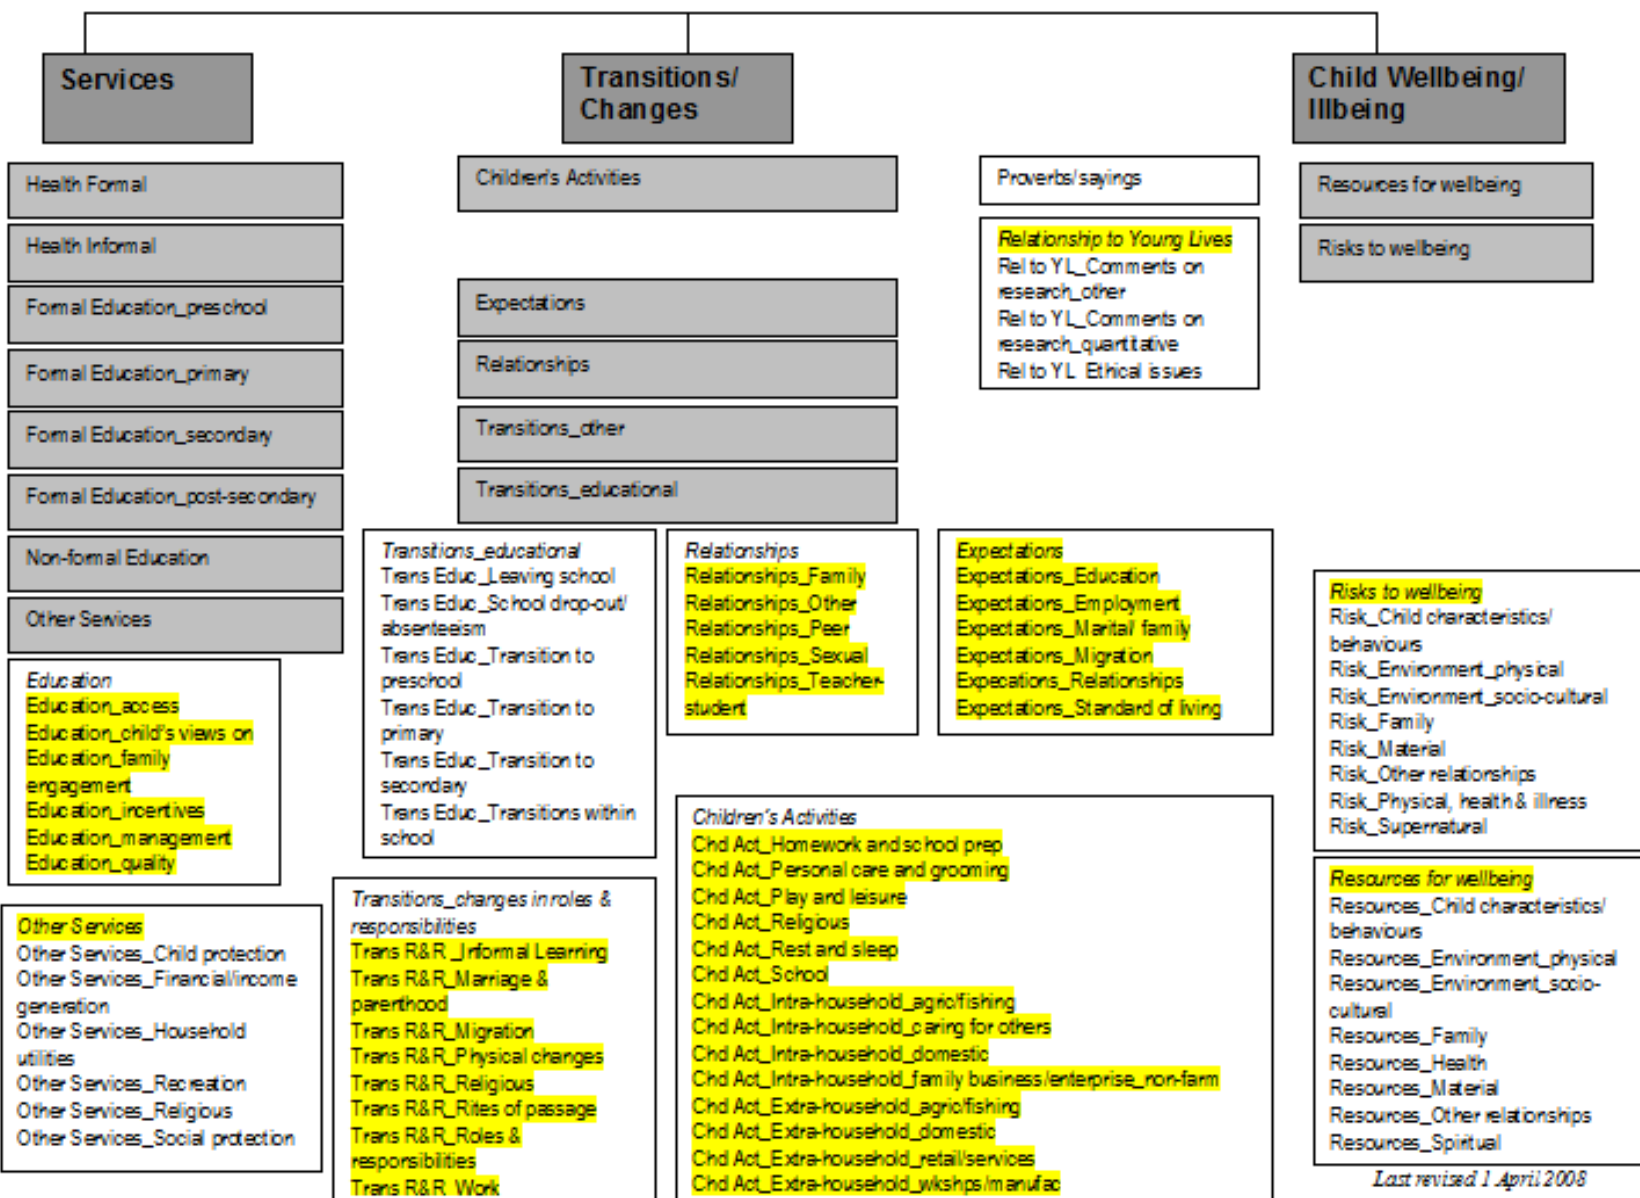 Services
Transitions/
Changes
Child Wellbeing/
Illbeing
Health Formal
Health Informal
Formal Education_preschool
Formal Education_primary
Formal Education_secondary
Formal Education_post-secondary
Non-formal Education
Other Services
Education
Education_access
Education_child's views on
Education_family
engagement
Education_incentives
Education_management
Education_quality
Other Services
Other Services_Child protection
Other Services_Financial/income
generation
Other Services_Household
utilities
Other Services_Recreation
Other Services_Religious
Other Services_Social protection
Children's Activities
Expectations
Relationships
Transitions_other
Transitions_educational
Transitions_educational
Trans Educ_Leaving school
Trans Educ_School drop-out/
absenteeism
Trans Educ_Transition to
preschool
Trans Educ_Transition to
primary
Trans Educ_Transition to
secondary
Trans Educ_Transitions within
school
Transitions_changes in roles &
responsibilities
Trans R&R_Informal Learning
Trans R&R_Marriage &
parenthood
Trans R&R_Migration
Trans R&R_Physical changes
Trans R&R_Religious
Trans R&R_Rites of passage
Trans R&R_Roles &
responsibilities
Trans R&R_Work
Relationships
Relationships_Family
Relationships_Other
Relationships_Peer
Relationships_Sexual
Relationships_Teacher-
student
Proverbs/sayings
Relationship to Young Lives
Rel to YL_Comments on
research_other
Rel to YL_Comments on
research_quantitative
Rel to YL Ethical issues
Expectations
Expectations_Education
Expectations_Employment
Expectations_Marital/ family
Expectations_Migration
Expecations_Relationships
Expectations_Standard of living
Children's Activities
Chd Act_Homework and school prep
Chd Act_Personal care and grooming
Chd Act_Play and leisure
Chd Act_Religious
Chd Act_Rest and sleep
Chd Act_School
Chd Act_Intra-household_agric/fishing
Chd Act_Intra-household_caring for others
Chd Act_Intra-household_domestic
Chd Act_Intra-household_family business/enterprise_non-farm
Chd Act_Extra-household_agric/fishing
Chd Act_Extra-household_domestic
Chd Act_Extra-household_retail/services
Chd Act_Extra-household_wkshps/manufac
Resources for wellbeing
Risks to wellbeing
Risks to wellbeing
Risk_Child characteristics/
behaviours
Risk_Environment_physical
Risk_Environment_socio-cultural
Risk_Family
Risk_Material
Risk_Other relationships
Risk_Physical, health & illness
Risk_Supernatural
Resources for wellbeing
Resources_Child characteristics/
behaviours
Resources_Environment_physical
Resources_Environment_socio-
cultural
Resources_Family
Resources_Health
Resources_Material
Resources_Other relationships
Resources_Spiritual
Last revised 1 April 2008